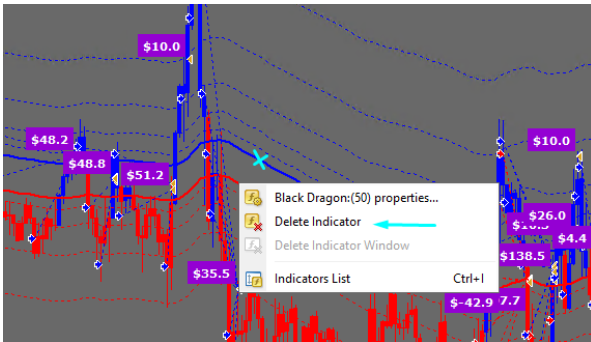 $10.0
$48.2
$48.8
$51.2
$10.0
Black Dragon:(50) properties...
Delete Indicator
Delete Indicator Window
Indicators List Ctrl+I
$26.0
$4.4
$138.5
$35.5
$-42.9
7.7